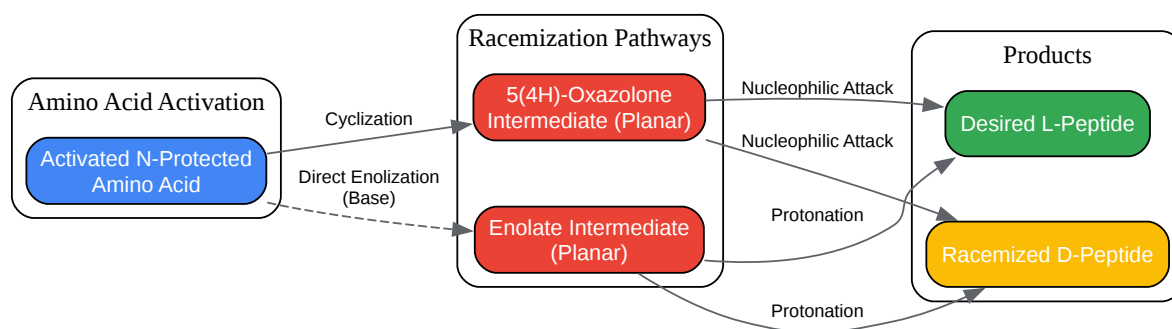 Amino Acid Activation
Activated N-Protected
Amino Acid
Cyclization
Direct Enolization
(Base)
Racemization Pathways
5(4H)-Oxazolone
Intermediate (Planar)
Enolate Intermediate
(Planar)
Nucleophilic Attack
Nucleophilic Attack
Protonation
Protonation
Products
Desired L-Peptide
Racemized D-Peptide